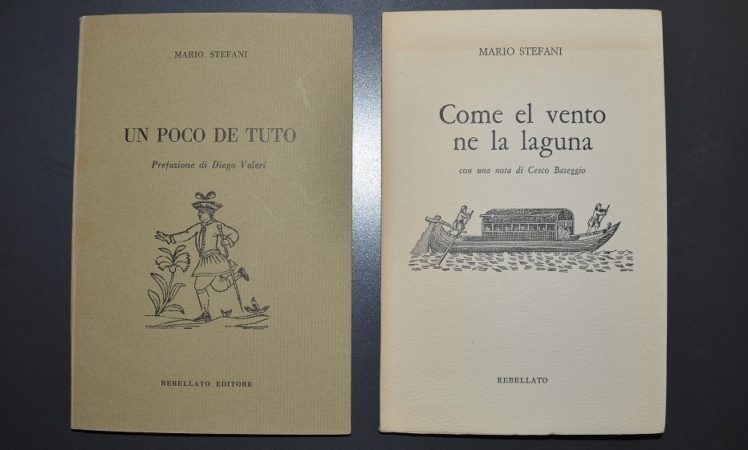 MARIO STEFANI
UN POCO DE TUTO
Prefazione di Diego Valeri
REBELLATO EDITORE
MARIO STEFANI
Come el vento
ne la laguna
con una nota di Cesco Baseggio
REBELLATO